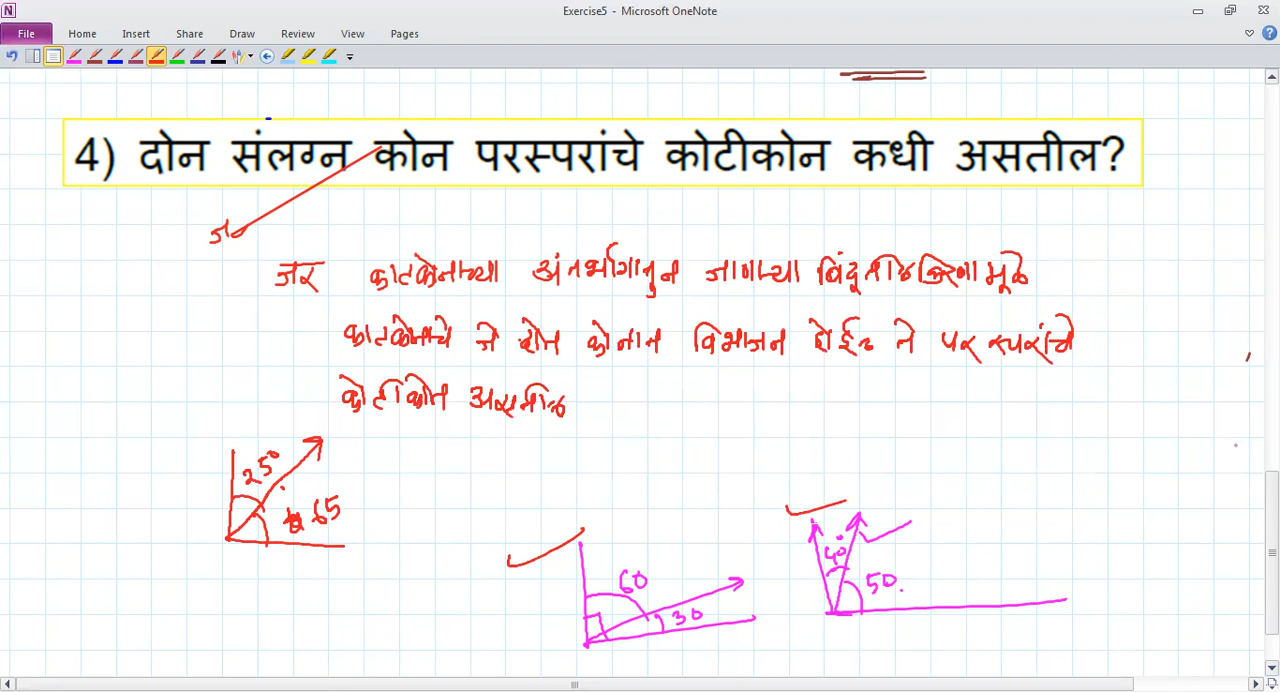 Exercise5 - Microsoft OneNote
File Home Insert Share Draw Review View Pages
4) दोन संलग्न कोन परस्परांचे कोटीकोन कधी असतील?
जर काटकोनाच्या अंतर्भागातून जाणाऱ्या किरणामूळे
काटकोनाचे जे दोन कोनात विभाजन होईल ते परस्परांचे
कोटीकोन असतील
25°
65
60
30
40°
50